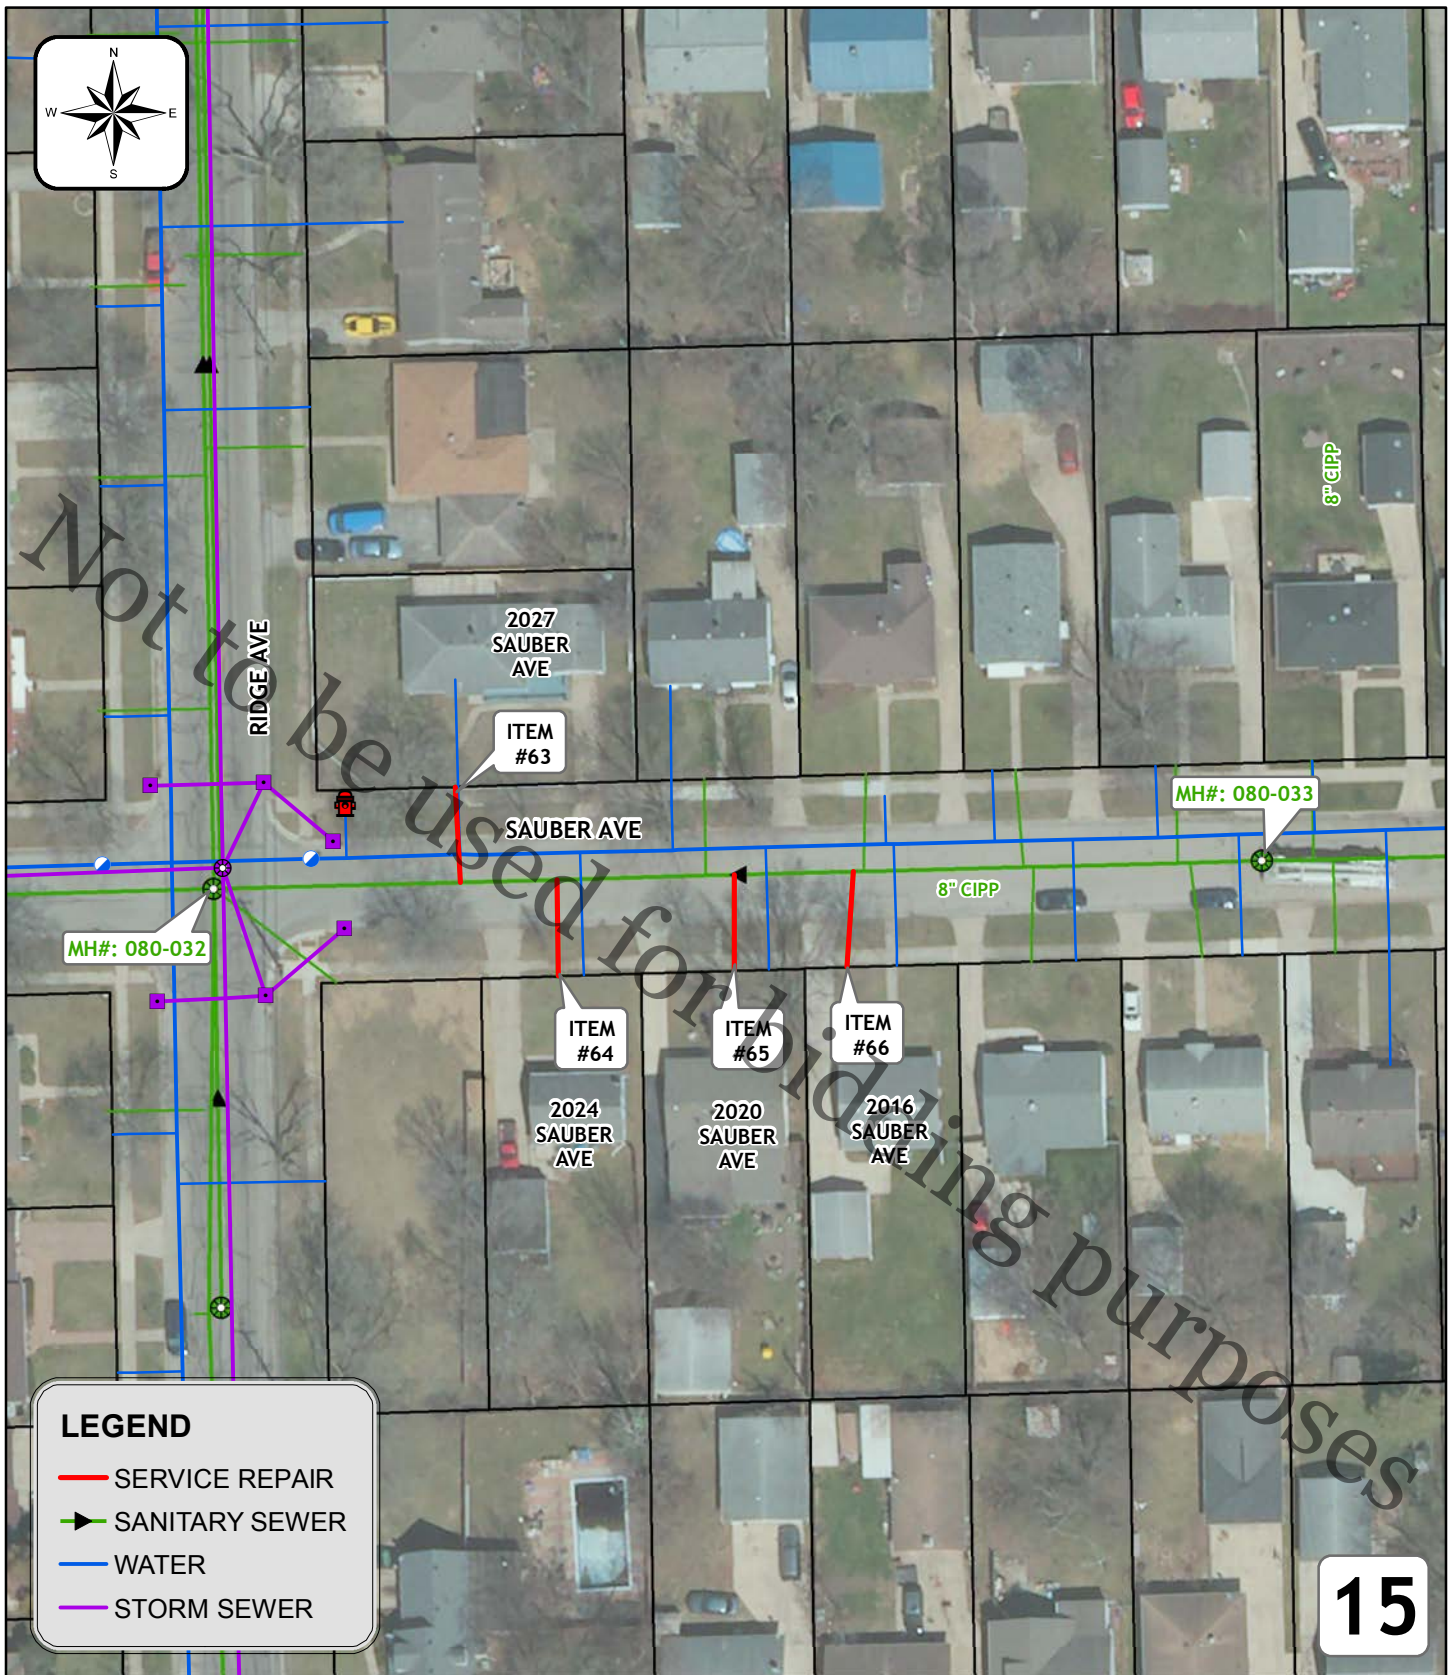 N
W E
S
8" CIPP
2027
SAUBER
AVE
RIDGE AVE
ITEM
#63
MH#: 080-033
SAUBER AVE
8" CIPP
MH#: 080-032
ITEM
#64
ITEM
#65
ITEM
#66
2024
SAUBER
AVE
2020
SAUBER
AVE
2016
SAUBER
AVE
Not to be used for bidding purposes
LEGEND
SERVICE REPAIR
SANITARY SEWER
WATER
STORM SEWER
15